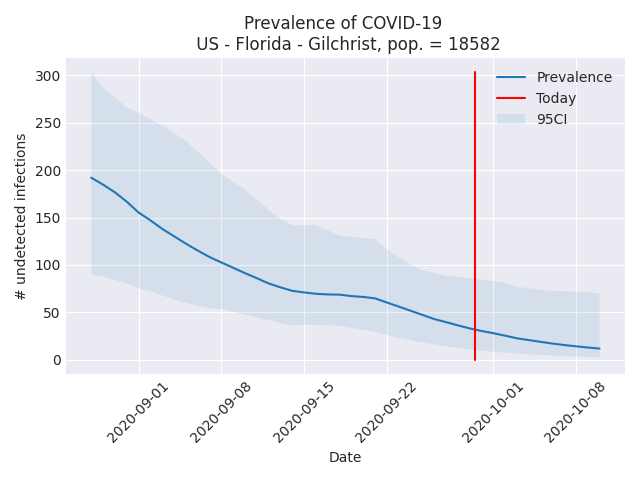 Prevalence of COVID-19
US - Florida - Gilchrist, pop. = 18582
300
250
200
150
100
50
0
# undetected infections
Prevalence
Today
95CI
2020-09-01
2020-09-08
2020-09-15
2020-09-22
2020-10-01
2020-10-08
Date